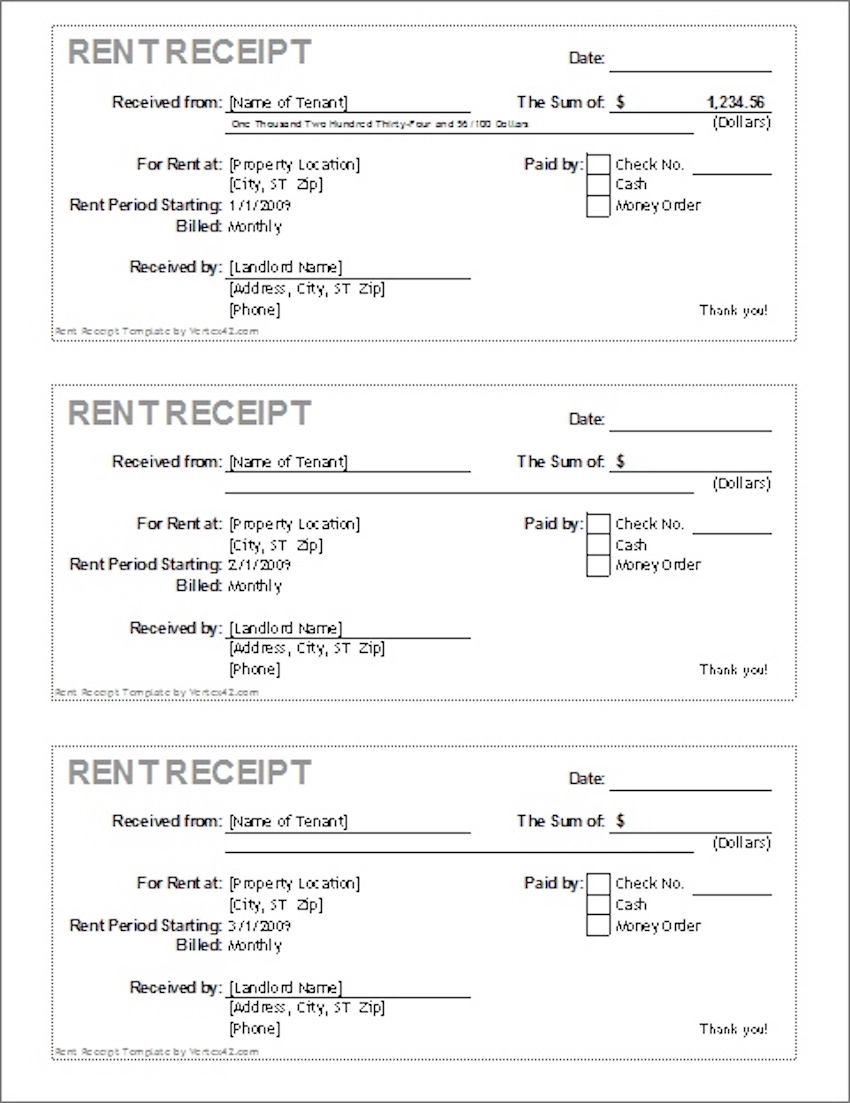 RENT RECEIPT Date:
Received from: [Name of Tenant] The Sum of: $ 1,234.56
One Thousand Two Hundred Thirty-Four and 56/100 Dollars (Dollars)
For Rent at: [Property Location] Paid by: Check No.
[City, ST Zip] Cash
Rent Period Starting: 1/1/2009 Money Order
Billed: Monthly
Received by: [Landlord Name]
[Address, City, ST Zip]
[Phone] Thank you!
Rent Receipt Template by Vertex42.com
RENT RECEIPT Date:
Received from: [Name of Tenant] The Sum of: $
(Dollars)
For Rent at: [Property Location] Paid by: Check No.
[City, ST Zip] Cash
Rent Period Starting: 2/1/2009 Money Order
Billed: Monthly
Received by: [Landlord Name]
[Address, City, ST Zip]
[Phone] Thank you!
Rent Receipt Template by Vertex42.com
RENT RECEIPT Date:
Received from: [Name of Tenant] The Sum of: $
(Dollars)
For Rent at: [Property Location] Paid by: Check No.
[City, ST Zip] Cash
Rent Period Starting: 3/1/2009 Money Order
Billed: Monthly
Received by: [Landlord Name]
[Address, City, ST Zip]
[Phone] Thank you!
Rent Receipt Template by Vertex42.com